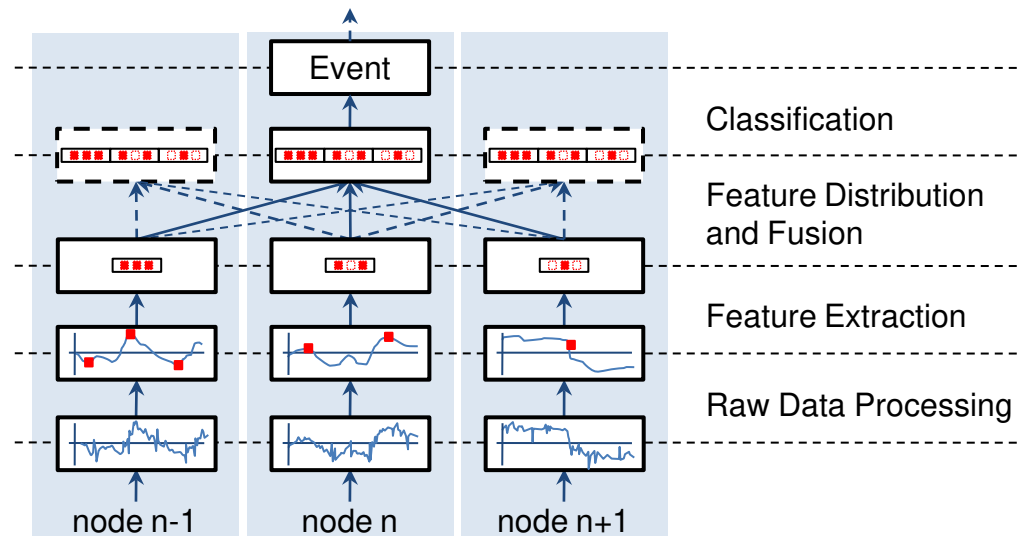 Event
Classification
Feature Distribution
and Fusion
Feature Extraction
Raw Data Processing
node n-1
node n
node n+1